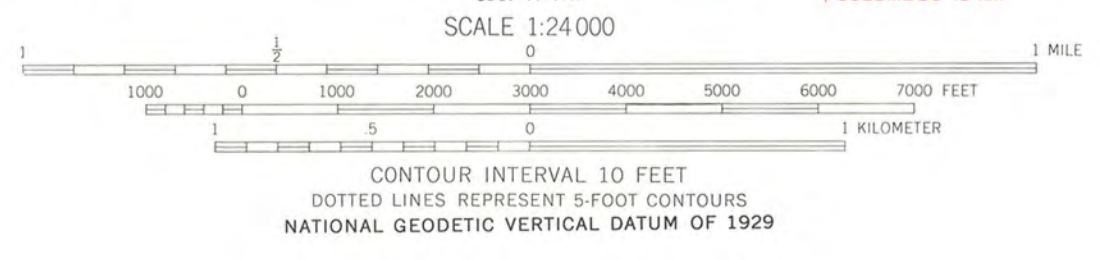 SCALE 1:24 000
1 1/2 0 1 MILE
1000 0 1000 2000 3000 4000 5000 6000 7000 FEET
1 .5 0 1 KILOMETER
CONTOUR INTERVAL 10 FEET
DOTTED LINES REPRESENT 5-FOOT CONTOURS
NATIONAL GEODETIC VERTICAL DATUM OF 1929